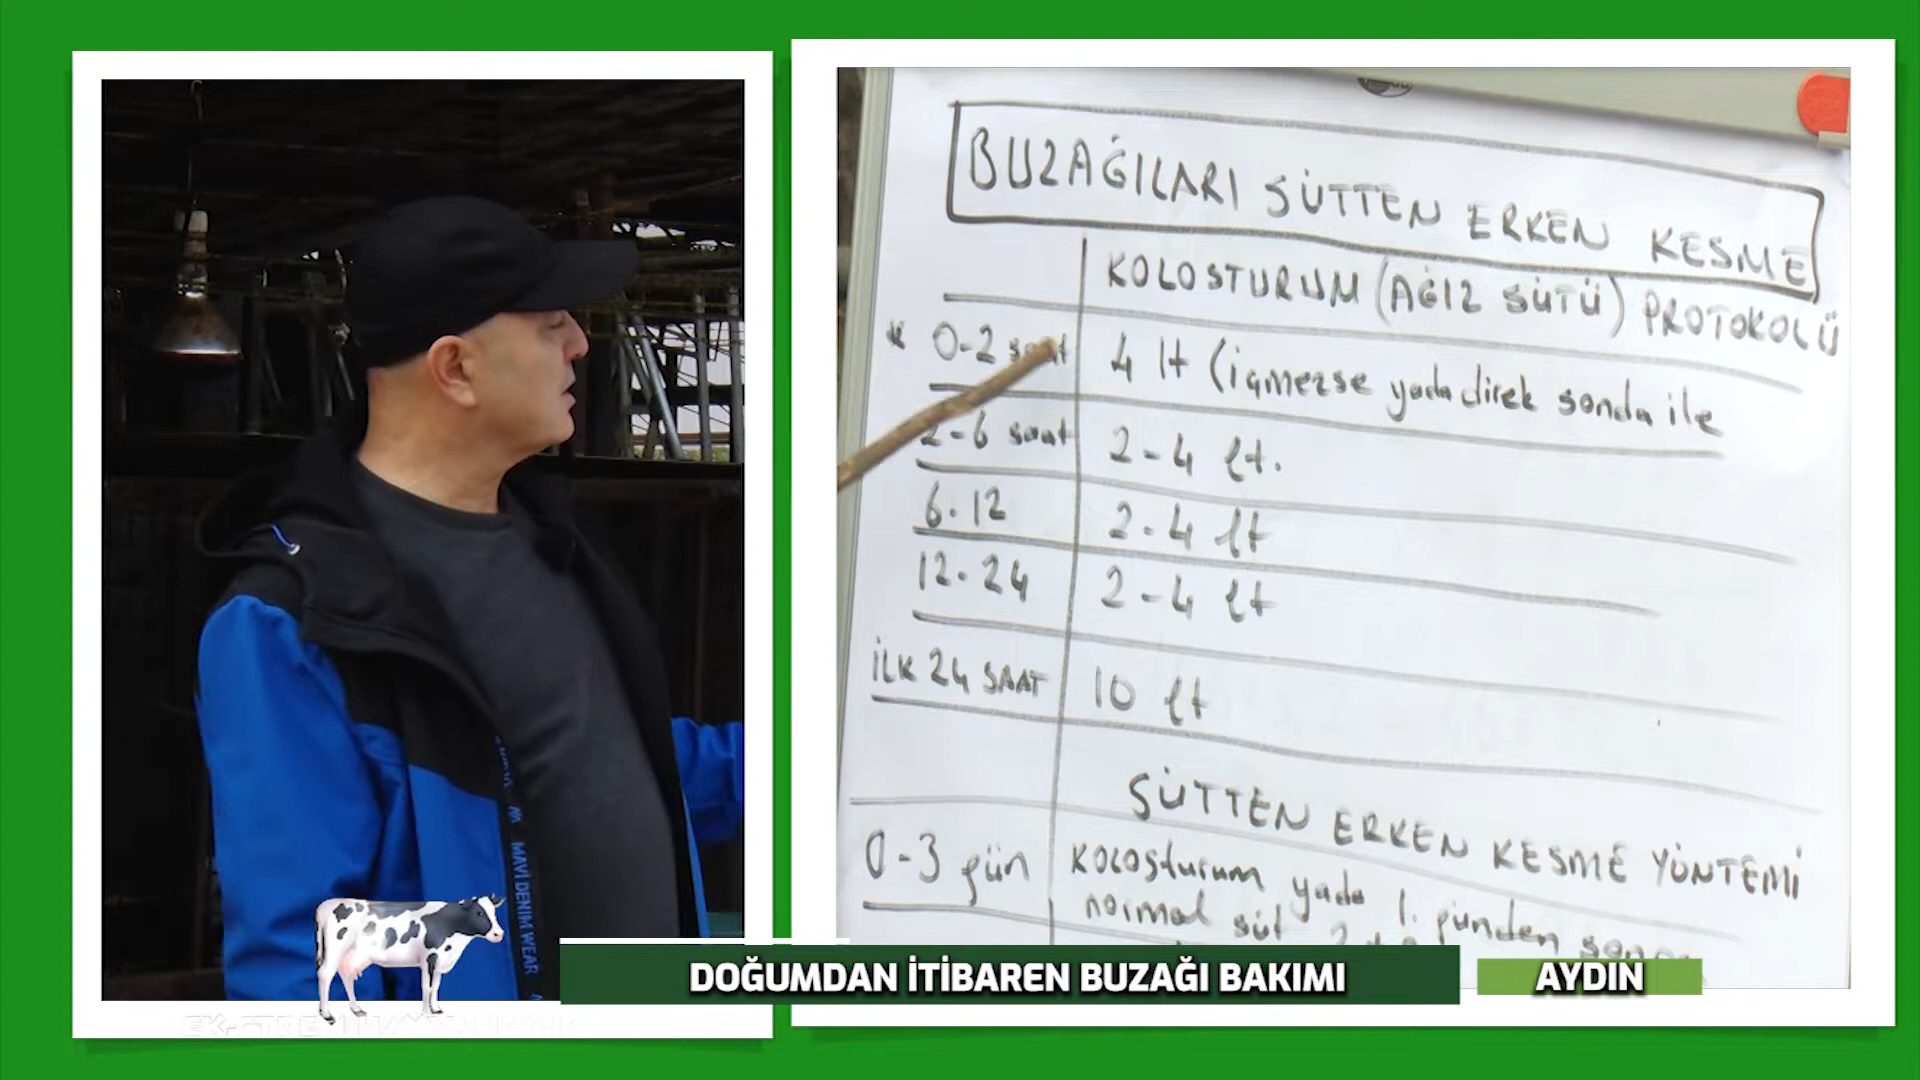 BUZAĞILARI SÜTTEN ERKEN KESME
KOLOSTURUM (AĞIZ SÜTÜ) PROTOKOLÜ
* 0-2 saat 4 lt (içmezse yada direk sonda ile
2-6 saat 2-4 lt.
6-12 2-4 lt
12-24 2-4 lt
İLK 24 SAAT 10 lt
SÜTTEN ERKEN KESME YÖNTEMİ
0-3 gün KOLOSTURUM yada 1. günden sonra
normal süt
MAVİ DENIM WEAR
DOĞUMDAN İTİBAREN BUZAĞI BAKIMI
AYDIN